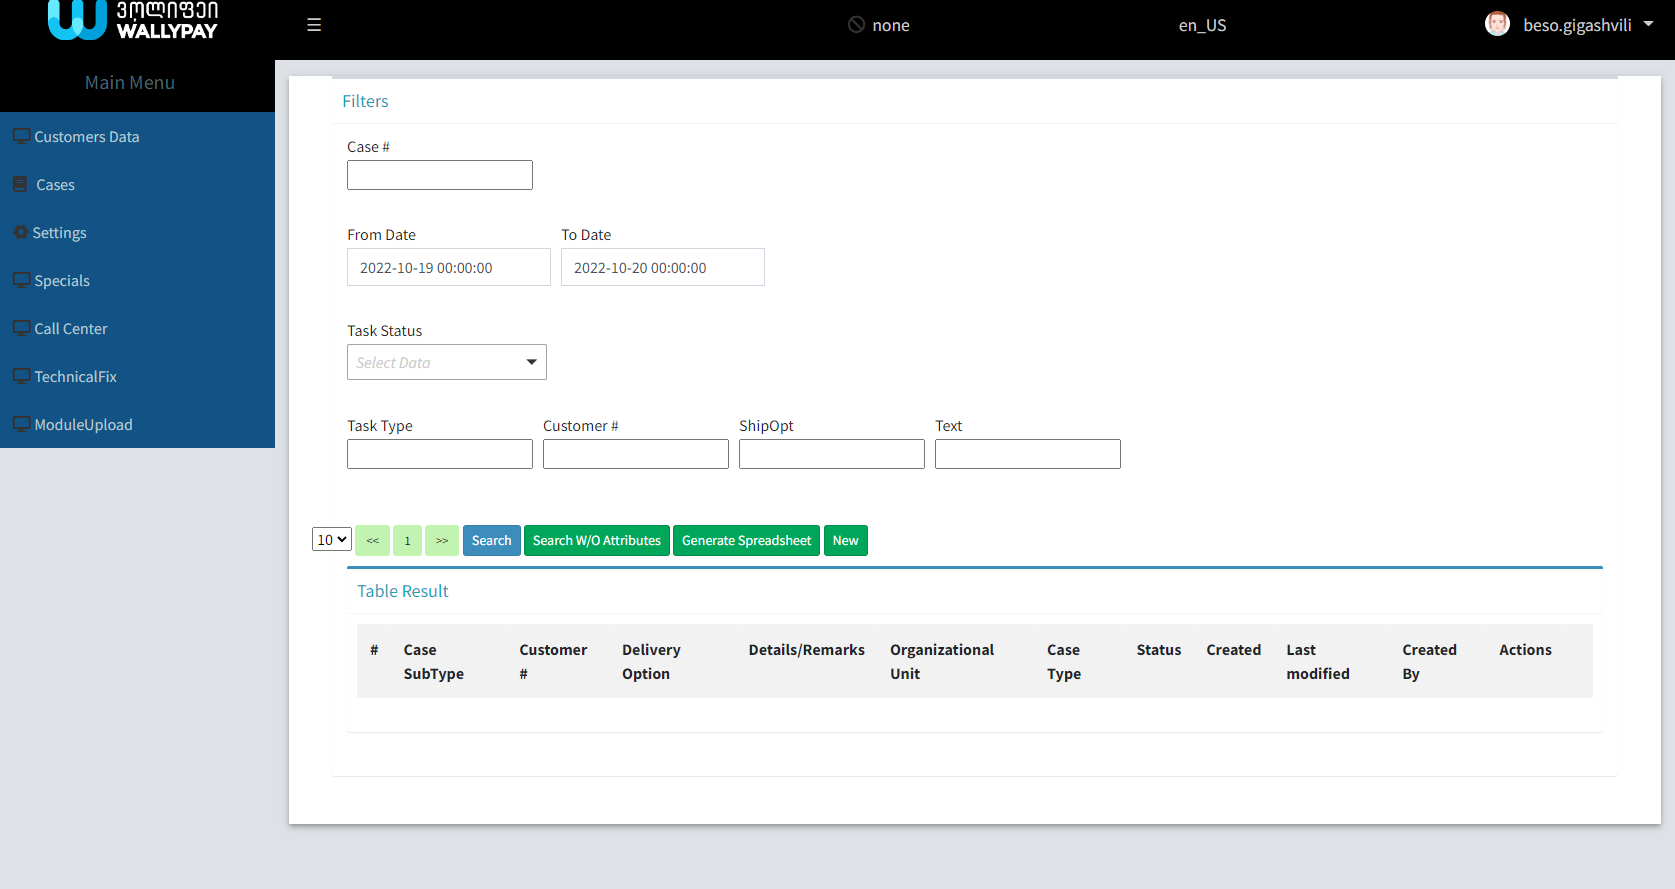 ვოლიფეი
WALLYPAY
☰
none
en_US
beso.gigashvili
Main Menu
Customers Data
Cases
Settings
Specials
Call Center
TechnicalFix
ModuleUpload
Filters
Case #
From Date To Date
2022-10-19 00:00:00 2022-10-20 00:00:00
Task Status
Select Data
Task Type Customer # ShipOpt Text
10 << 1 >> Search Search W/O Attributes Generate Spreadsheet New
Table Result
# Case SubType Customer # Delivery Option Details/Remarks Organizational Unit Case Type Status Created Last modified Created By Actions